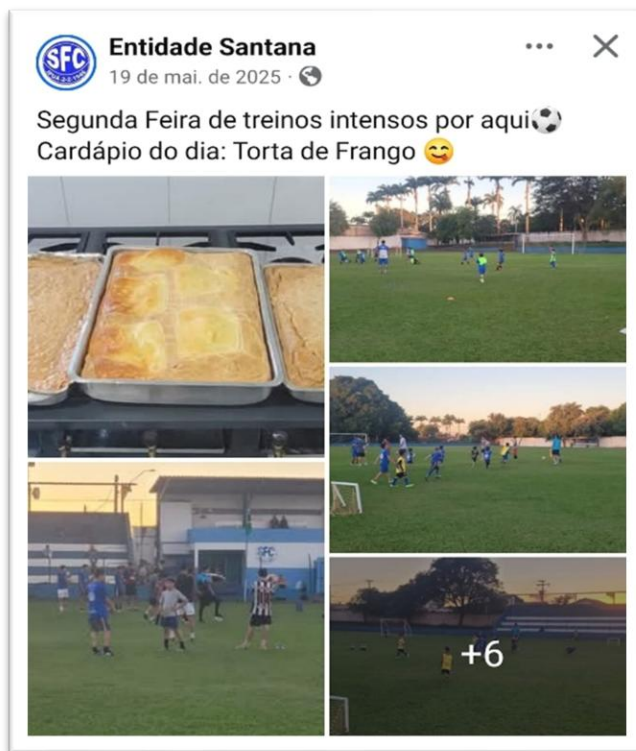 SFC
Entidade Santana
19 de mai. de 2025
Segunda Feira de treinos intensos por aqui⚽
Cardápio do dia: Torta de Frango 😋
SFC
+6